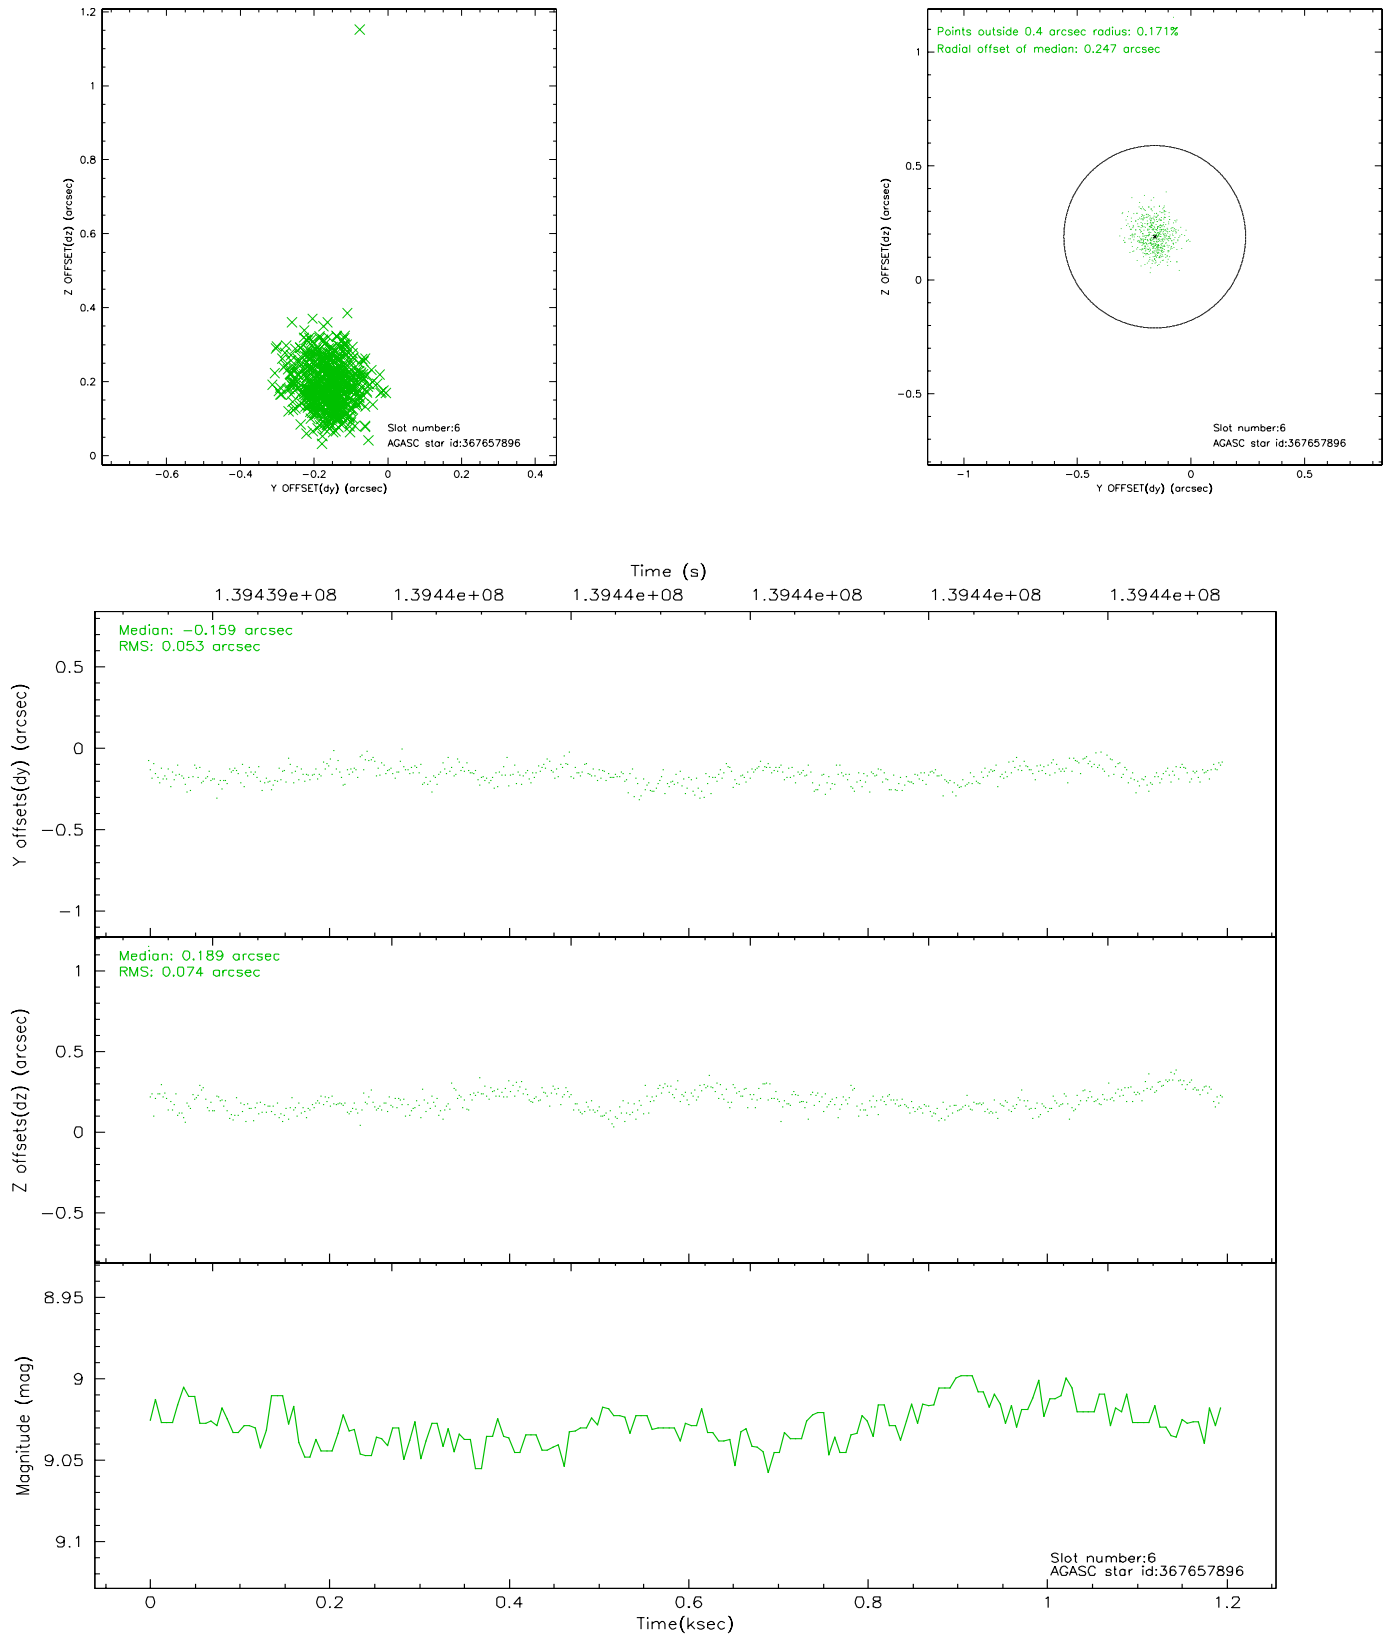 1.2
1
0.8
0.6
0.4
0.2
0
Z OFFSET(dz) (arcsec)
−0.6
−0.4
−0.2
0
0.2
0.4
Y OFFSET(dy) (arcsec)
Slot number:6
AGASC star id:367657896
Points outside 0.4 arcsec radius: 0.171%
Radial offset of median: 0.247 arcsec
1
0.5
0
−0.5
Z OFFSET(dz) (arcsec)
−1
−0.5
0
0.5
Y OFFSET(dy) (arcsec)
Slot number:6
AGASC star id:367657896
Time (s)
1.39439e+08
1.3944e+08
1.3944e+08
1.3944e+08
1.3944e+08
1.3944e+08
Median: −0.159 arcsec
RMS: 0.053 arcsec
0.5
0
−0.5
−1
Y offsets(dy) (arcsec)
Median: 0.189 arcsec
RMS: 0.074 arcsec
1
0.5
0
−0.5
Z offsets(dz) (arcsec)
8.95
9
9.05
9.1
Magnitude (mag)
Slot number:6
AGASC star id:367657896
0
0.2
0.4
0.6
0.8
1
1.2
Time(ksec)